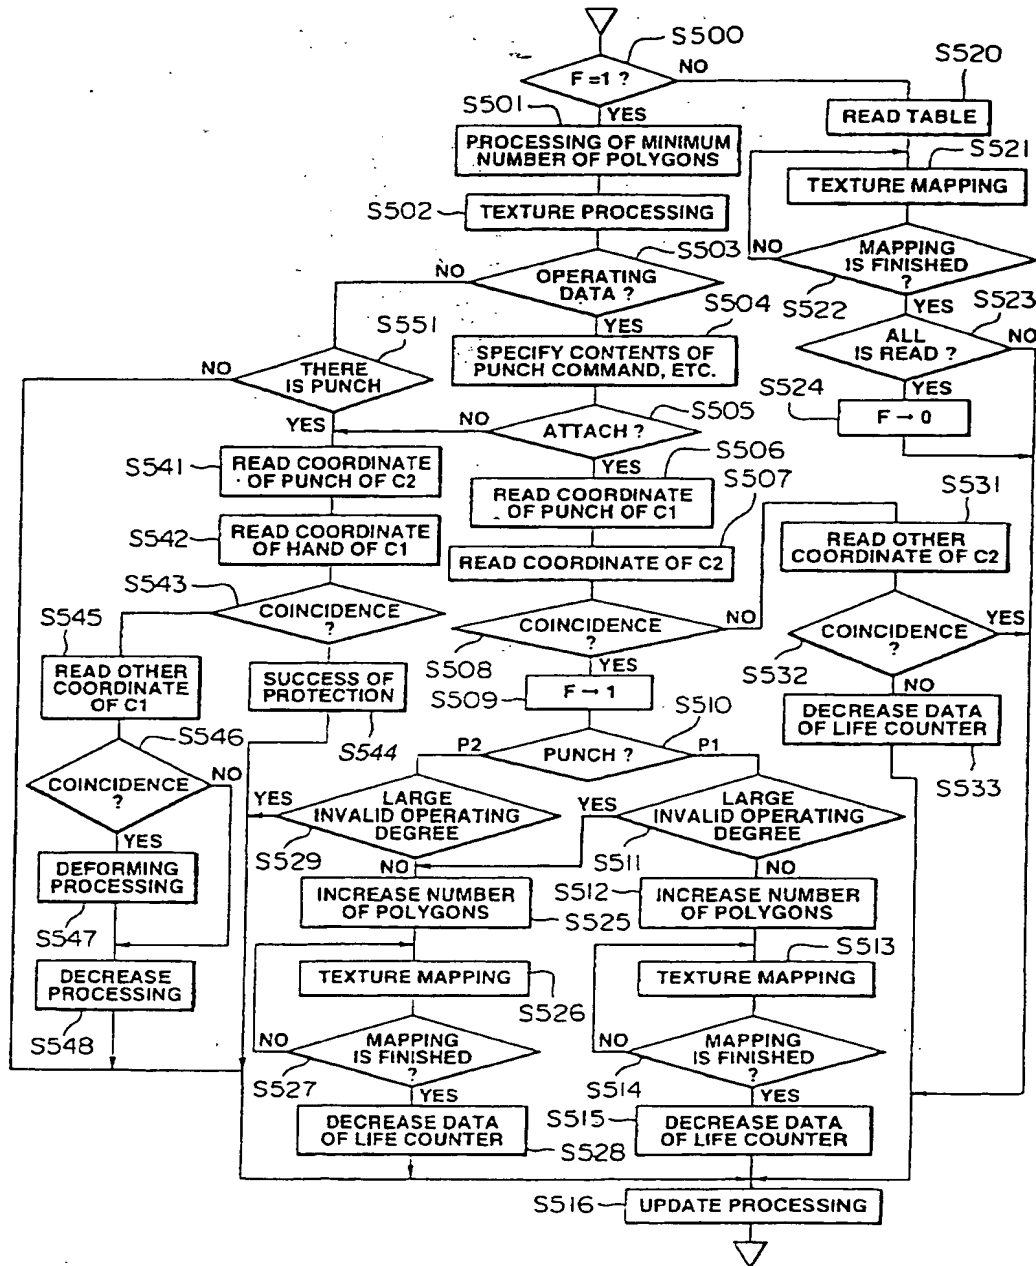 S500
F=1 ?
NO
S520
S501
YES
READ TABLE
PROCESSING OF MINIMUM
NUMBER OF POLYGONS
S521
TEXTURE MAPPING
S502
TEXTURE PROCESSING
S503
NO
OPERATING
DATA ?
NO
MAPPING
IS FINISHED
?
S522
YES
S523
S504
YES
S551
NO
THERE
IS PUNCH
SPECIFY CONTENTS OF
PUNCH COMMAND, ETC.
ALL
IS READ ?
NO
S524
YES
F → 0
YES
NO
ATTACH ?
S505
S506
YES
S507
S541
READ COORDINATE
OF PUNCH OF C2
READ COORDINATE
OF PUNCH OF C1
S531
READ OTHER
COORDINATE OF C2
S542
READ COORDINATE
OF HAND OF C1
READ COORDINATE OF C2
S543
COINCIDENCE
?
COINCIDENCE
?
NO
S508
YES
COINCIDENCE
?
YES
S532
NO
S545
READ OTHER
COORDINATE
OF C1
SUCCESS OF
PROTECTION
S544
S509
F → 1
S510
DECREASE DATA
OF LIFE COUNTER
S533
S546
P2
PUNCH ?
P1
COINCIDENCE
?
NO
YES
YES
LARGE
INVALID OPERATING
DEGREE
S529
NO
YES
LARGE
INVALID OPERATING
DEGREE
S511
NO
DEFORMING
PROCESSING
S547
INCREASE NUMBER
OF POLYGONS
S525
S512
INCREASE NUMBER
OF POLYGONS
S513
DECREASE
PROCESSING
S548
TEXTURE MAPPING
S526
TEXTURE MAPPING
NO
MAPPING
IS FINISHED
?
S527
YES
NO
MAPPING
IS FINISHED
?
S514
YES
DECREASE DATA
OF LIFE COUNTER
S528
S515
DECREASE DATA
OF LIFE COUNTER
S516
UPDATE PROCESSING